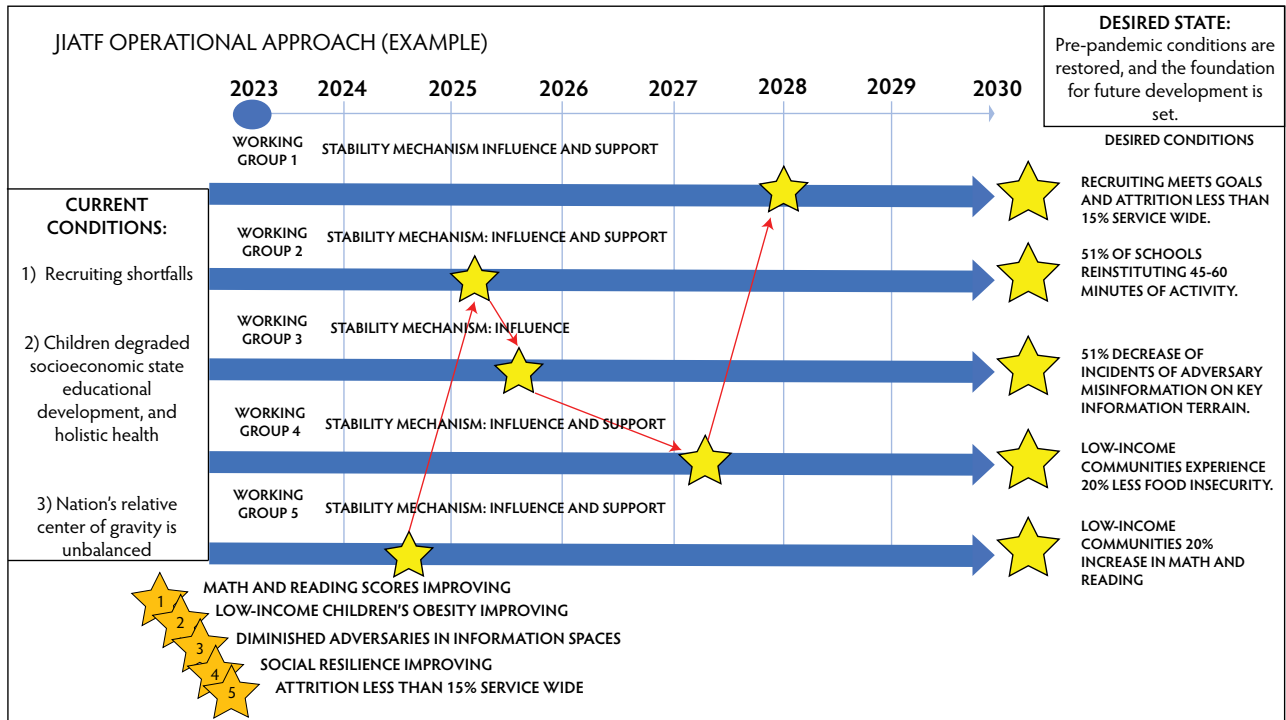 JIATF OPERATIONAL APPROACH (EXAMPLE)
DESIRED STATE:
Pre-pandemic conditions are
restored, and the foundation
for future development is
set.
2023 2024 2025 2026 2027 2028 2029 2030
DESIRED CONDITIONS
WORKING
GROUP 1
STABILITY MECHANISM INFLUENCE AND SUPPORT
RECRUITING MEETS GOALS
AND ATTRITION LESS THAN
15% SERVICE WIDE.
CURRENT
CONDITIONS:
1) Recruiting shortfalls
2) Children degraded
socioeconomic state
educational
development, and
holistic health
3) Nation's relative
center of gravity is
unbalanced
WORKING
GROUP 2
STABILITY MECHANISM: INFLUENCE AND SUPPORT
51% OF SCHOOLS
REINSTITUTING 45-60
MINUTES OF ACTIVITY.
WORKING
GROUP 3
STABILITY MECHANISM: INFLUENCE
51% DECREASE OF
INCIDENTS OF ADVERSARY
MISINFORMATION ON KEY
INFORMATION TERRAIN.
WORKING
GROUP 4
STABILITY MECHANISM: INFLUENCE AND SUPPORT
LOW-INCOME
COMMUNITIES EXPERIENCE
20% LESS FOOD INSECURITY.
WORKING
GROUP 5
STABILITY MECHANISM: INFLUENCE AND SUPPORT
LOW-INCOME
COMMUNITIES 20%
INCREASE IN MATH AND
READING
1 MATH AND READING SCORES IMPROVING
2 LOW-INCOME CHILDREN'S OBESITY IMPROVING
3 DIMINISHED ADVERSARIES IN INFORMATION SPACES
4 SOCIAL RESILIENCE IMPROVING
5 ATTRITION LESS THAN 15% SERVICE WIDE